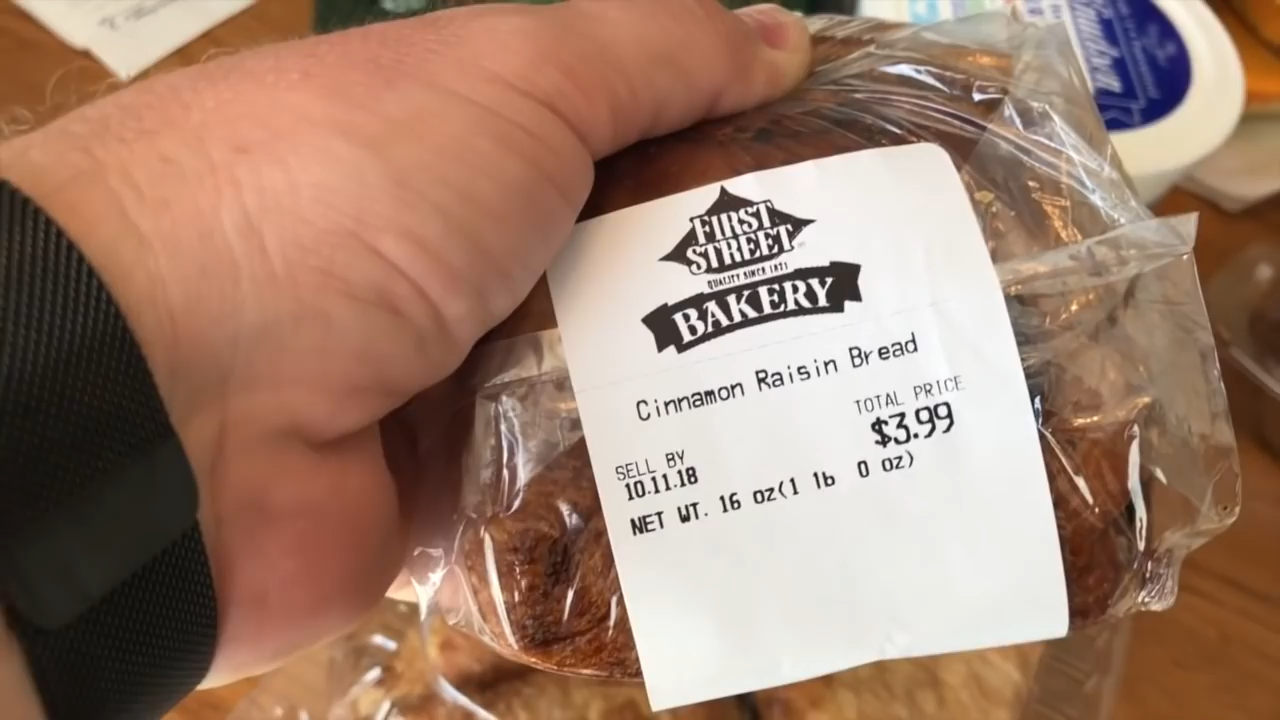 FIRST
STREET
QUALITY SINCE 1871
BAKERY
Cinnamon Raisin Bread
TOTAL PRICE
$3.99
SELL BY
10.11.18
NET WT. 16 oz(1 lb 0 oz)